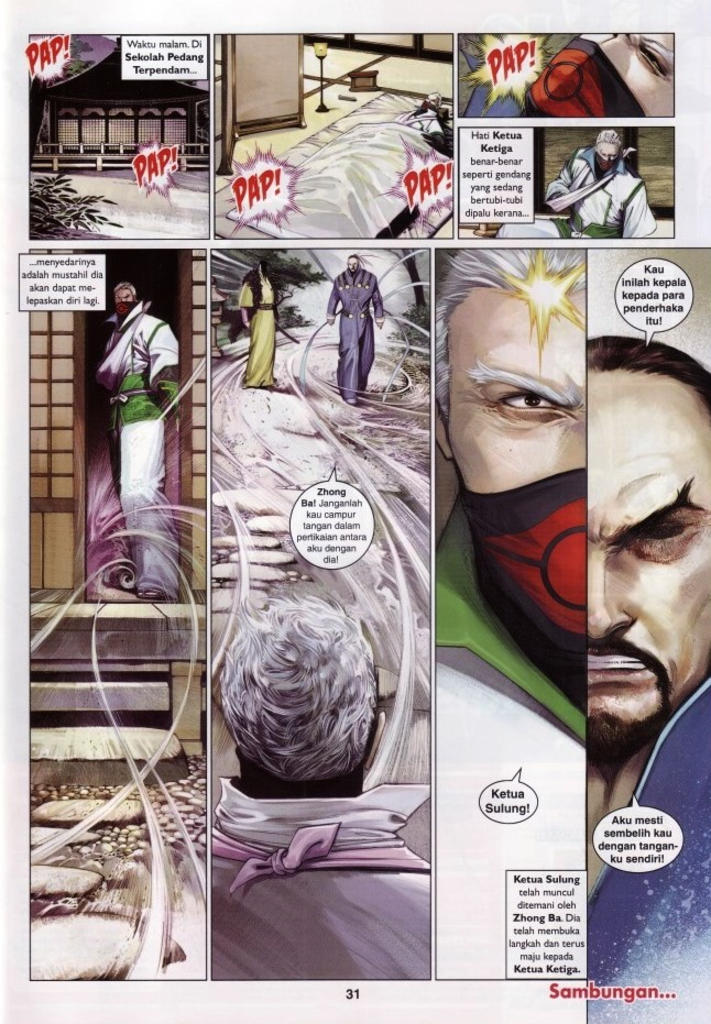 PAP!
Waktu malam. Di
Sekolah Pedang
Terpendam...
PAP!
PAP!
PAP!
PAP!
Hati Ketua
Ketiga
benar-benar
seperti gendang
yang sedang
bertubi-tubi
dipalu kerana...
...menyedarinya
adalah mustahil dia
akan dapat me-
lepaskan diri lagi.
Zhong
Ba! Janganlah
kau campur
tangan dalam
pertikaian antara
aku dengan
dia!
Kau
inilah kepala
kepada para
penderhaka
itu!
Ketua
Sulung!
Aku mesti
sembelih kau
dengan tangan-
ku sendiri!
Ketua Sulung
telah muncul
ditemani oleh
Zhong Ba. Dia
telah membuka
langkah dan terus
maju kepada
Ketua Ketiga.
31
Sambungan...